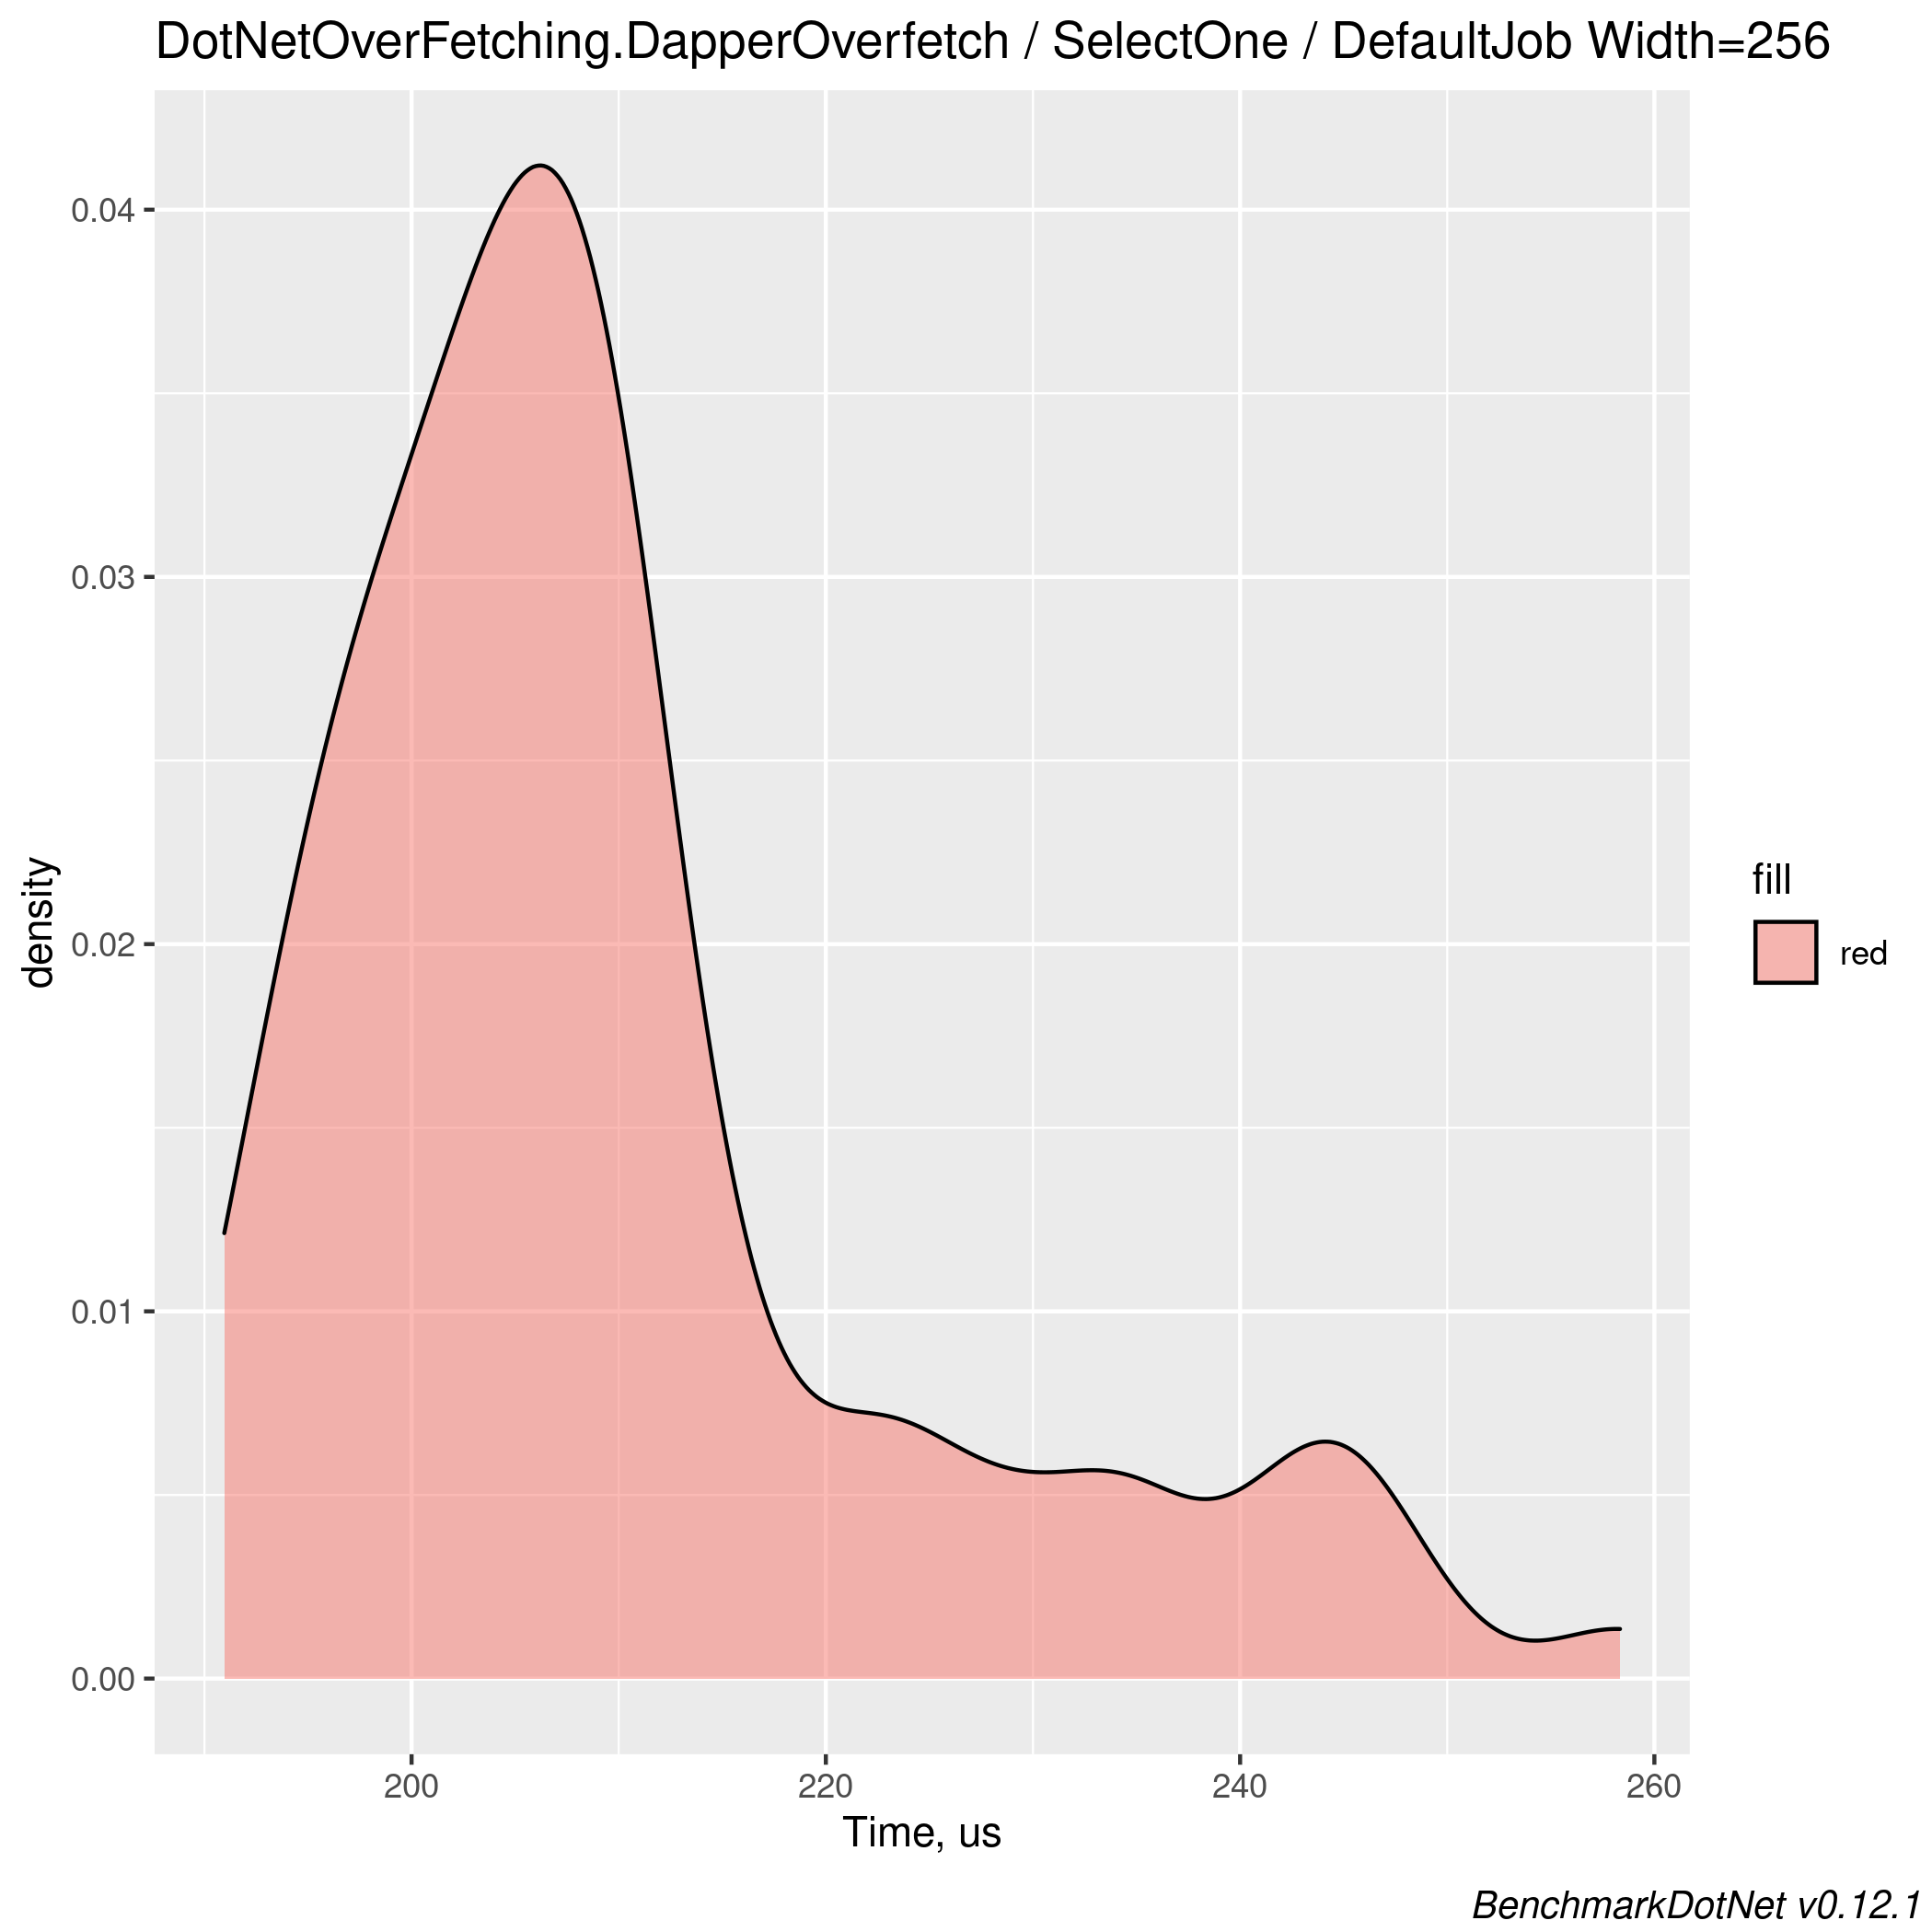 DotNetOverFetching.DapperOverfetch / SelectOne / DefaultJob Width=256
0.04
0.03
0.02
0.01
0.00
density
200 220 240 260
Time, us
fill
red
BenchmarkDotNet v0.12.1